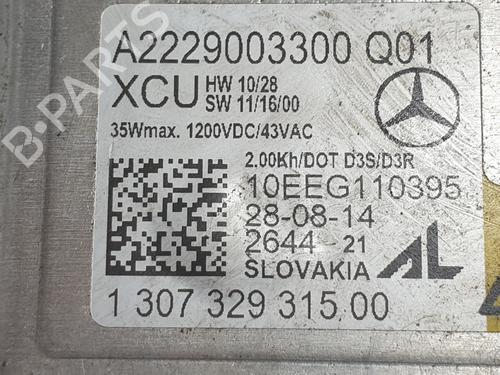 A2229003300 Q01
XCU HW 10/28
SW 11/16/00
35Wmax. 1200VDC/43VAC
2.00Kh/DOT D3S/D3R
10EEG110395
28-08-14
2644 21
SLOVAKIA AL
1 307 329 315 00
B-PARTS